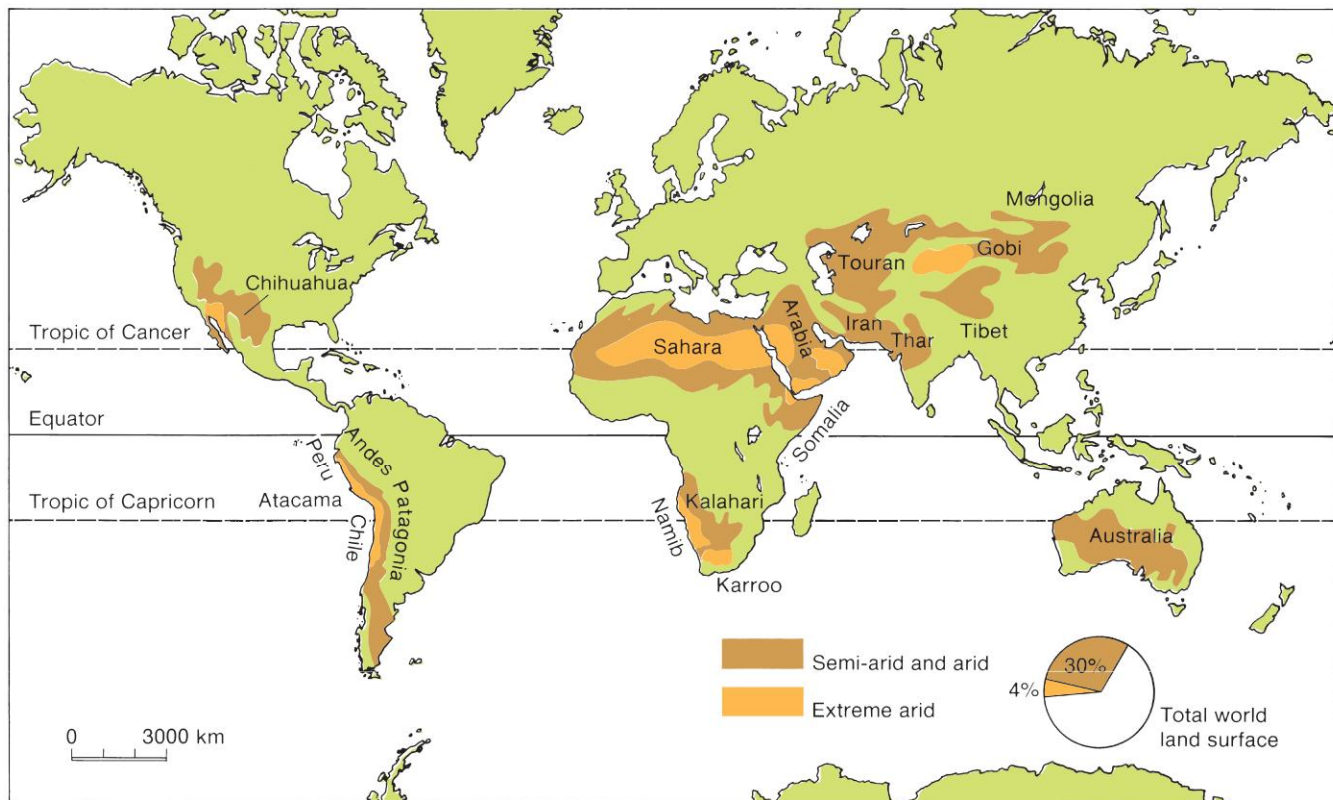 Mongolia
Gobi
Touran
Chihuahua
Tropic of Cancer
Sahara
Arabia
Iran
Thar
Tibet
Equator
Somalia
Peru
Andes
Tropic of Capricorn
Atacama
Patagonia
Chile
Namib
Kalahari
Australia
Karroo
Semi-arid and arid
Extreme arid
30%
4%
Total world
land surface
0 3000 km